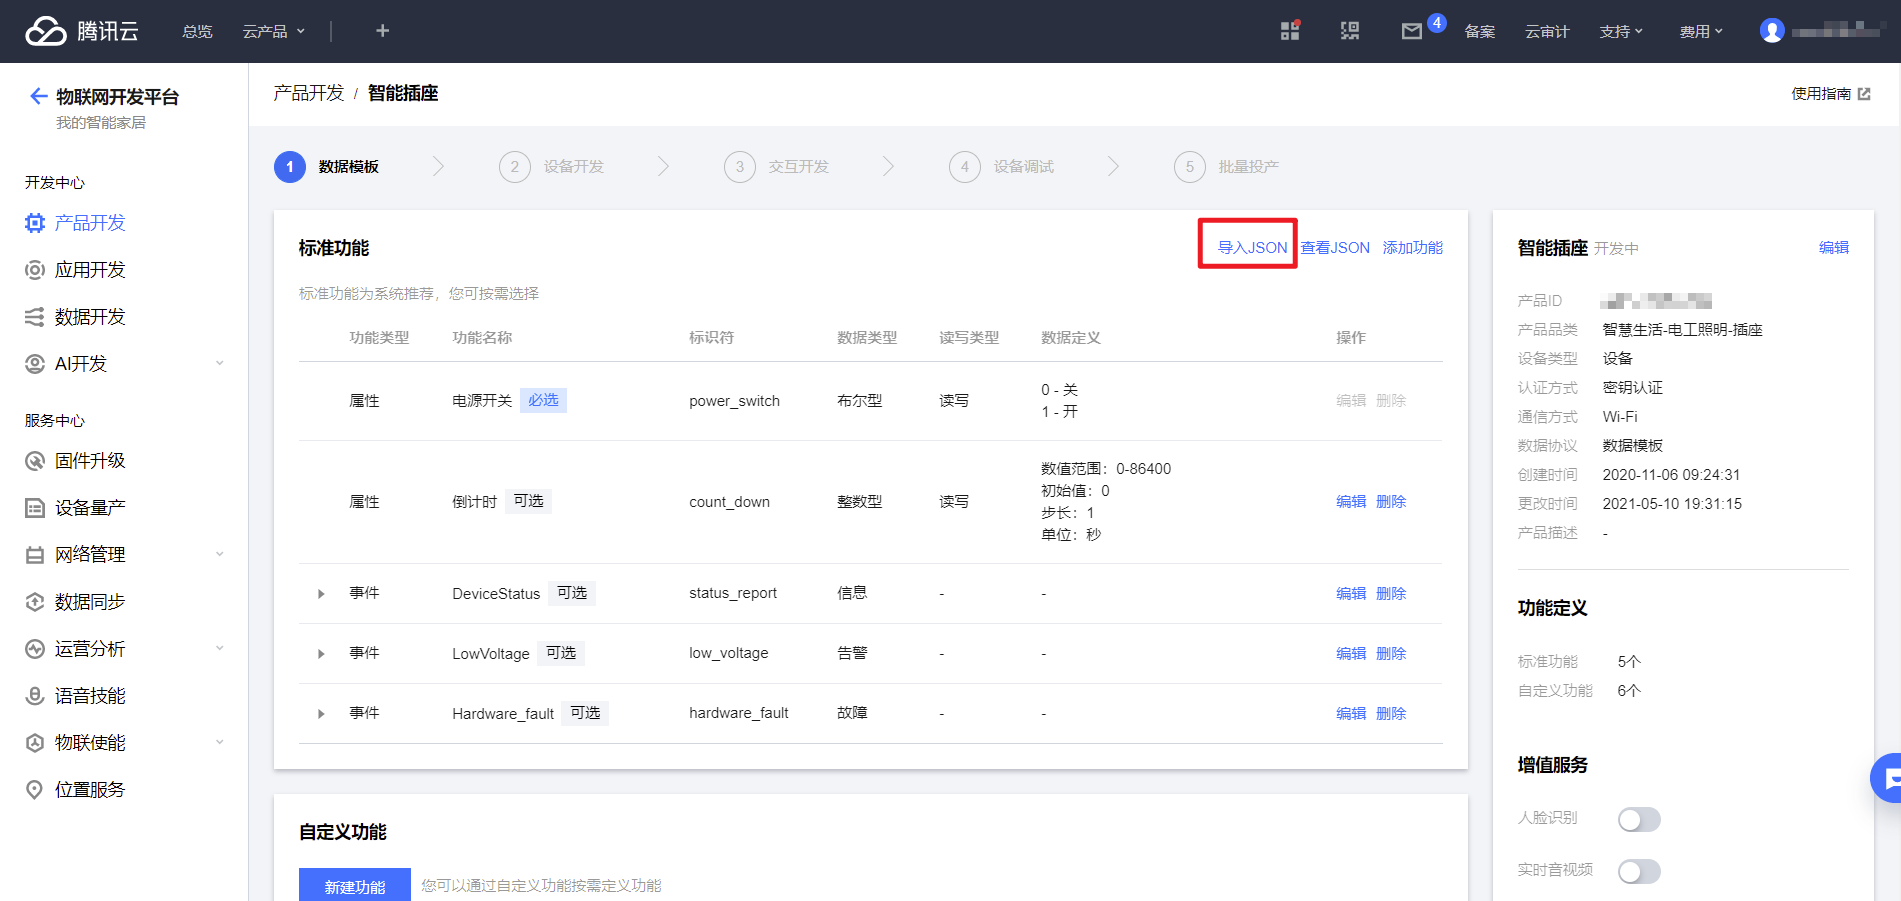 腾讯云
总览
云产品
4
备案
云审计
支持
费用
物联网开发平台
我的智能家居
开发中心
产品开发
应用开发
数据开发
AI开发
服务中心
固件升级
设备量产
网络管理
数据同步
运营分析
语音技能
物联使能
位置服务
产品开发 / 智能插座
使用指南
1 数据模板
2 设备开发
3 交互开发
4 设备调试
5 批量投产
标准功能
导入JSON 查看JSON 添加功能
标准功能为系统推荐，您可按需选择
功能类型 功能名称 标识符 数据类型 读写类型 数据定义 操作
属性 电源开关 必选 power_switch 布尔型 读写 0 - 关 编辑 删除
1 - 开
属性 倒计时 可选 count_down 整数型 读写 数值范围：0-86400 编辑 删除
初始值：0
步长：1
单位：秒
事件 DeviceStatus 可选 status_report 信息 - - 编辑 删除
事件 LowVoltage 可选 low_voltage 告警 - - 编辑 删除
事件 Hardware_fault 可选 hardware_fault 故障 - - 编辑 删除
自定义功能
新建功能 您可以通过自定义功能按需定义功能
智能插座 开发中 编辑
产品ID
产品品类 智慧生活-电工照明-插座
设备类型 设备
认证方式 密钥认证
通信方式 Wi-Fi
数据协议 数据模板
创建时间 2020-11-06 09:24:31
更改时间 2021-05-10 19:31:15
产品描述 -
功能定义
标准功能 5个
自定义功能 6个
增值服务
人脸识别
实时音视频